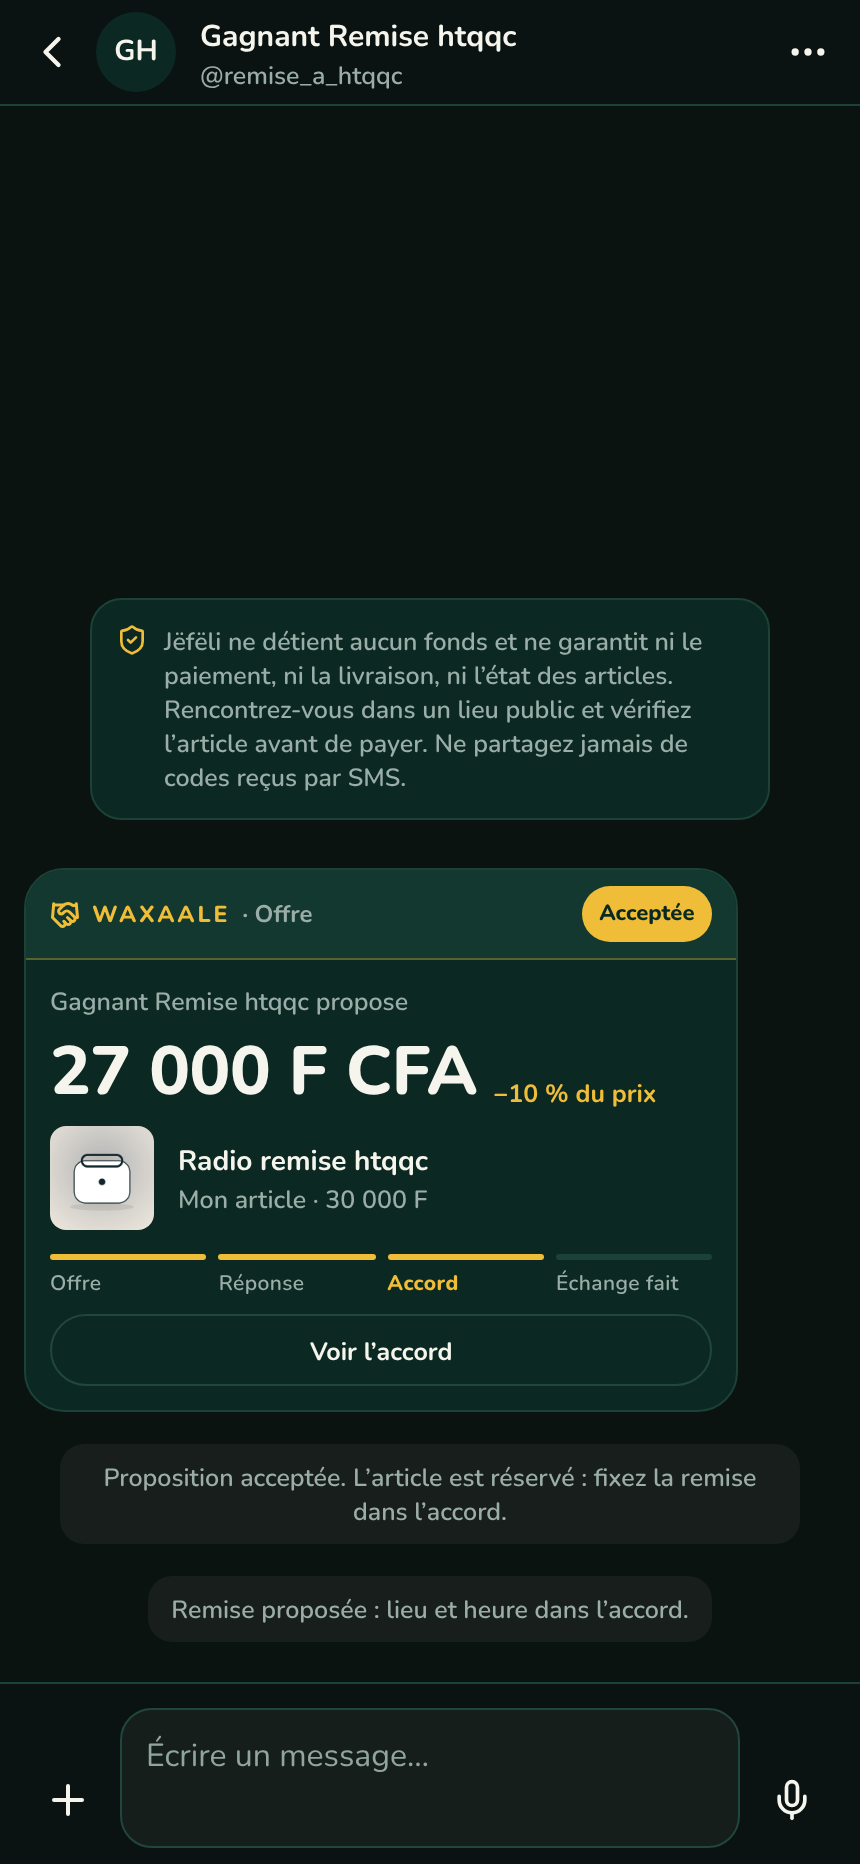 GH
Gagnant Remise htqqc
@remise_a_htqqc
Jëfëli ne détient aucun fonds et ne garantit ni le
paiement, ni la livraison, ni l’état des articles.
Rencontrez-vous dans un lieu public et vérifiez
l’article avant de payer. Ne partagez jamais de
codes reçus par SMS.
WAXAALE · Offre
Acceptée
Gagnant Remise htqqc propose
27 000 F CFA −10 % du prix
Radio remise htqqc
Mon article · 30 000 F
Offre Réponse Accord Échange fait
Voir l’accord
Proposition acceptée. L’article est réservé : fixez la remise
dans l’accord.
Remise proposée : lieu et heure dans l’accord.
Écrire un message…